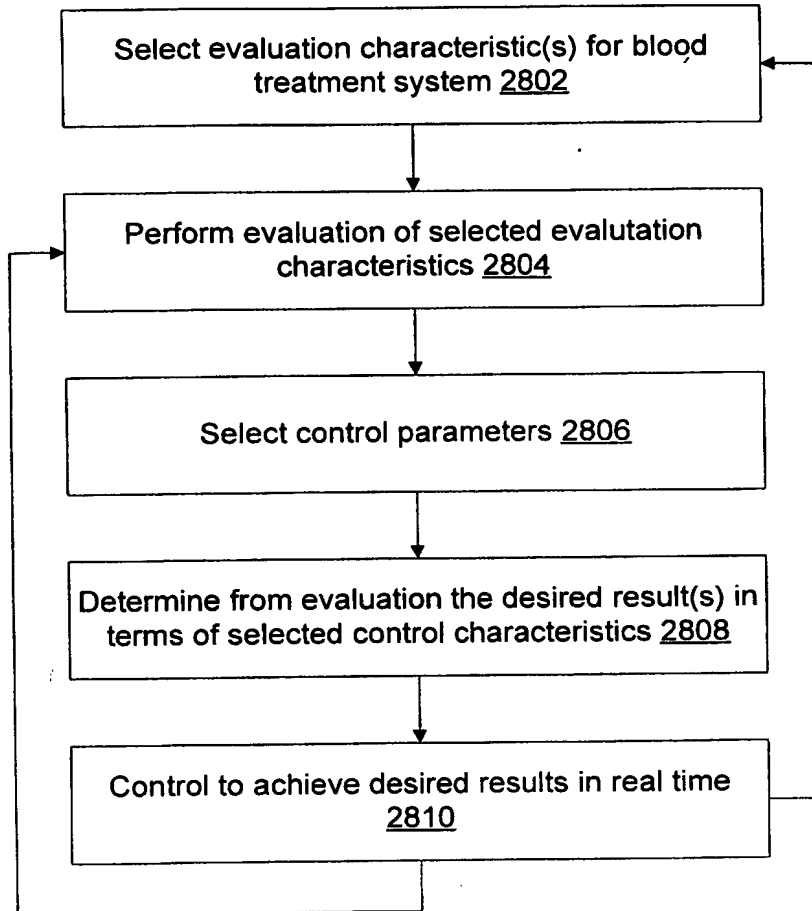 Select evaluation characteristic(s) for blood
treatment system 2802
Perform evaluation of selected evalutation
characteristics 2804
Select control parameters 2806
Determine from evaluation the desired result(s) in
terms of selected control characteristics 2808
Control to achieve desired results in real time
2810